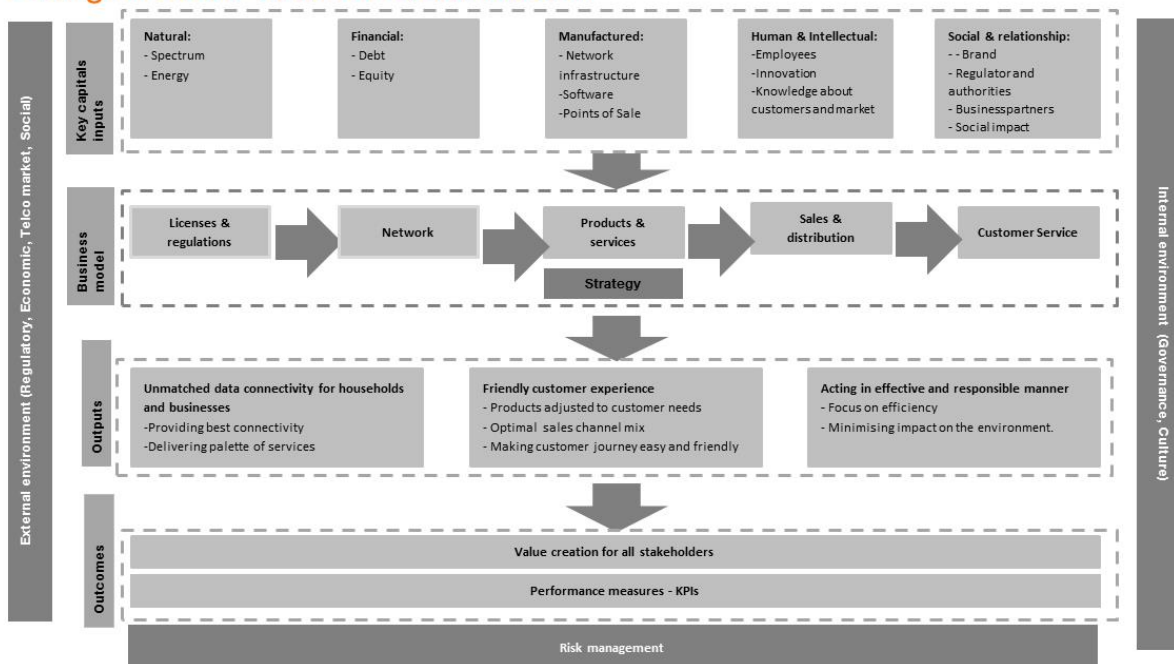 External environment (Regulatory, Economic, Telco market, Social)
Key capitals
inputs
Natural:
- Spectrum
- Energy
Financial:
- Debt
- Equity
Manufactured:
- Network
infrastructure
-Software
-Points of Sale
Human & Intellectual:
-Employees
-Innovation
-Knowledge about
customers and market
Social & relationship:
- - Brand
- Regulator and
authorities
- Businesspartners
- Social impact
Business
model
Licenses &
regulations
Network
Products &
services
Sales &
distribution
Customer Service
Strategy
Outputs
Unmatched data connectivity for households
and businesses
-Providing best connectivity
-Delivering palette of services
Friendly customer experience
- Products adjusted to customer needs
- Optimal sales channel mix
- Making customer journey easy and friendly
Acting in effective and responsible manner
- Focus on efficiency
- Minimising impact on the environment.
Outcomes
Value creation for all stakeholders
Performance measures - KPIs
Risk management
Internal environment (Governance, Culture)